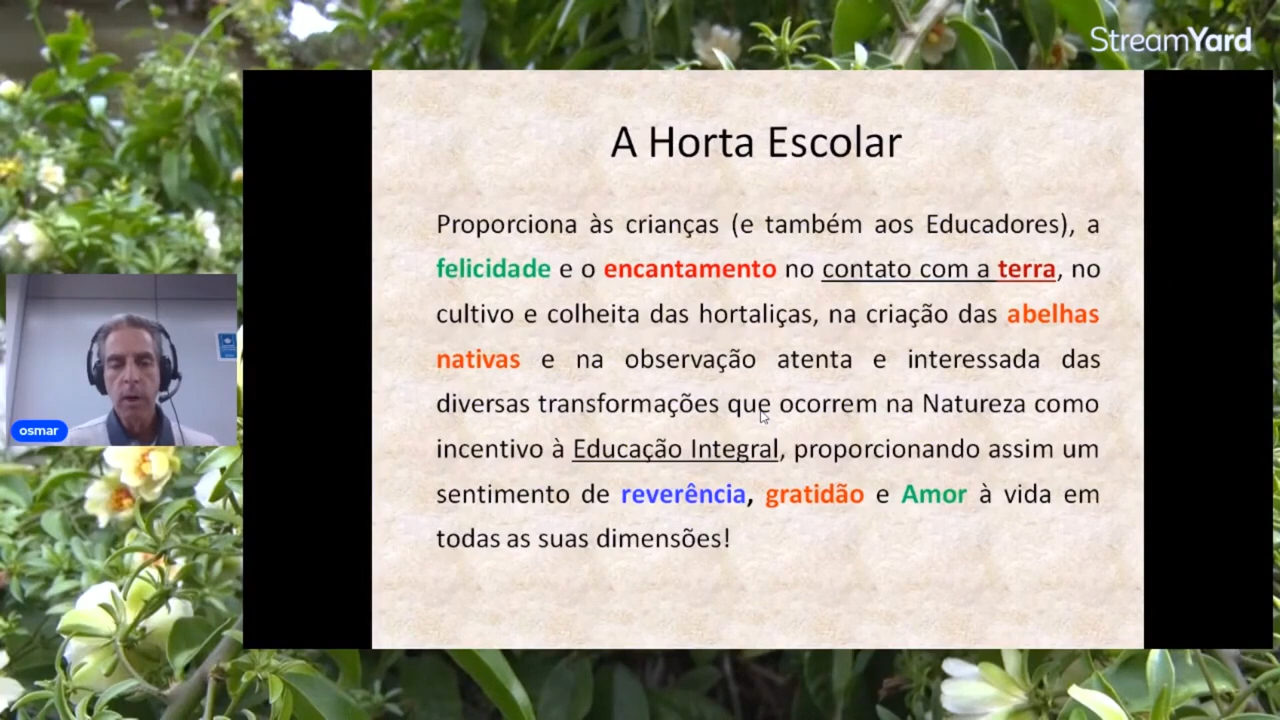 StreamYard
A Horta Escolar
Proporciona às crianças (e também aos Educadores), a
felicidade e o encantamento no contato com a terra, no
cultivo e colheita das hortaliças, na criação das abelhas
nativas e na observação atenta e interessada das
diversas transformações que ocorrem na Natureza como
incentivo à Educação Integral, proporcionando assim um
sentimento de reverência, gratidão e Amor à vida em
todas as suas dimensões!
osmar